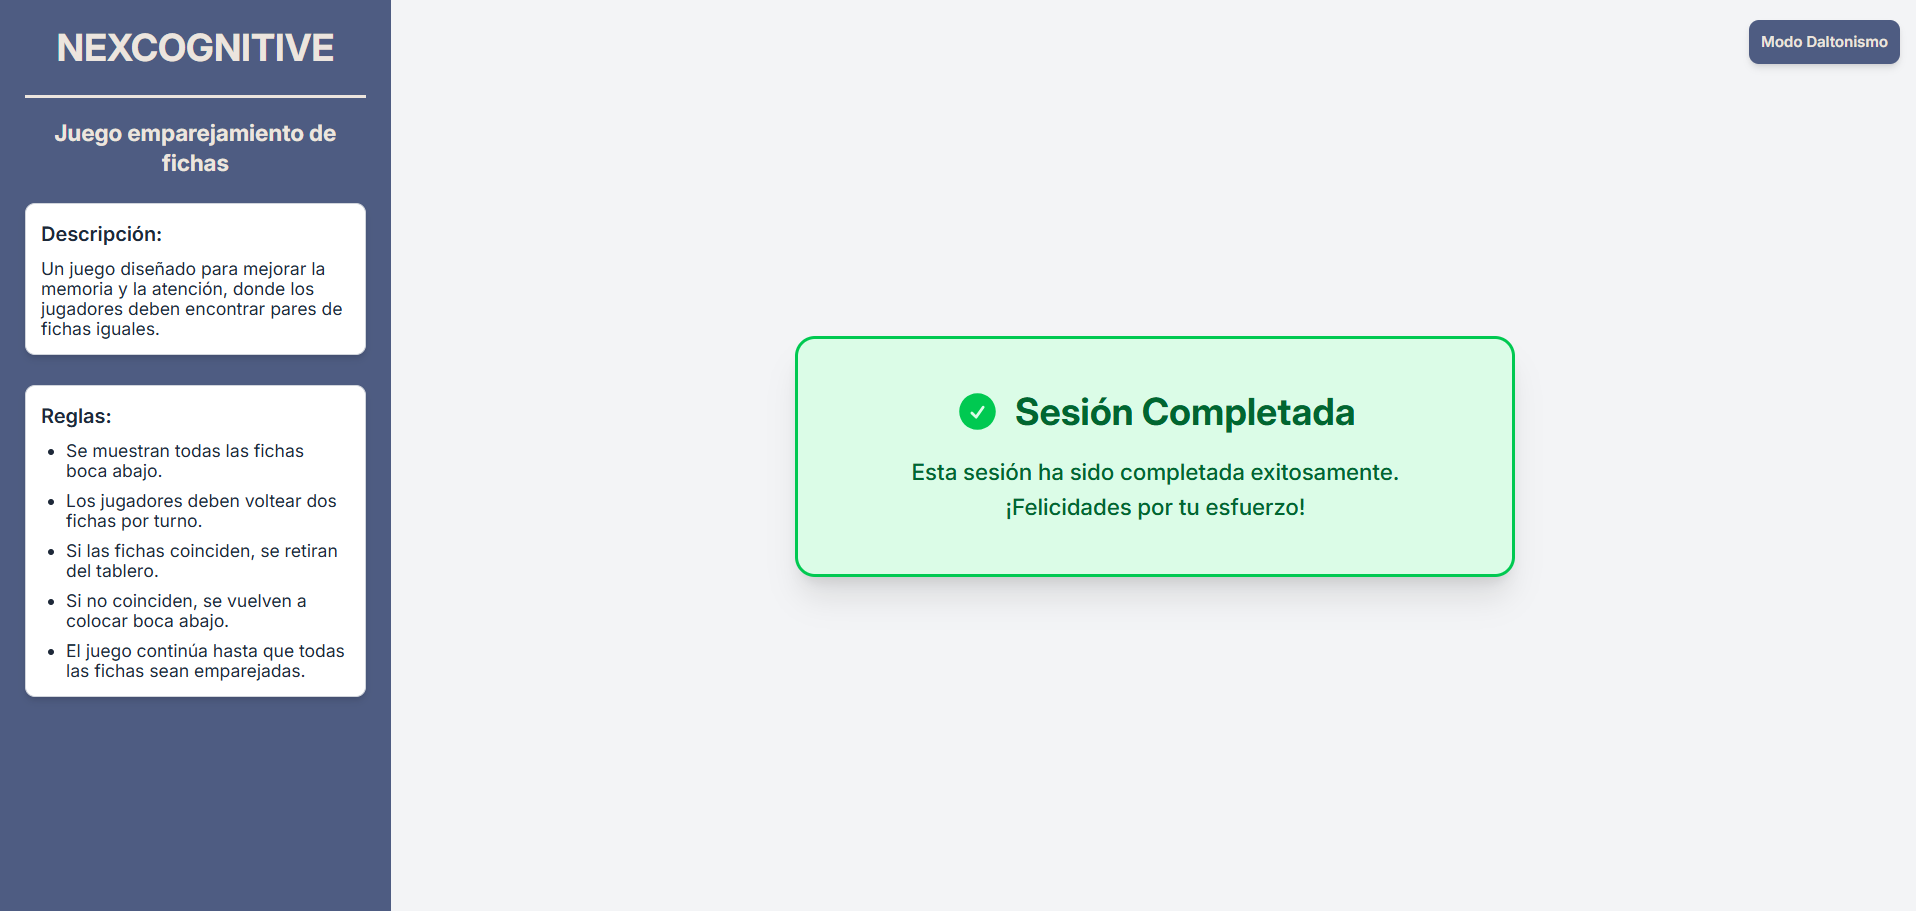 NEXCOGNITIVE
Juego emparejamiento de
fichas
Descripción:
Un juego diseñado para mejorar la
memoria y la atención, donde los
jugadores deben encontrar pares de
fichas iguales.
Reglas:
Se muestran todas las fichas
boca abajo.
Los jugadores deben voltear dos
fichas por turno.
Si las fichas coinciden, se retiran
del tablero.
Si no coinciden, se vuelven a
colocar boca abajo.
El juego continúa hasta que todas
las fichas sean emparejadas.
Modo Daltonismo
Sesión Completada
Esta sesión ha sido completada exitosamente.
¡Felicidades por tu esfuerzo!